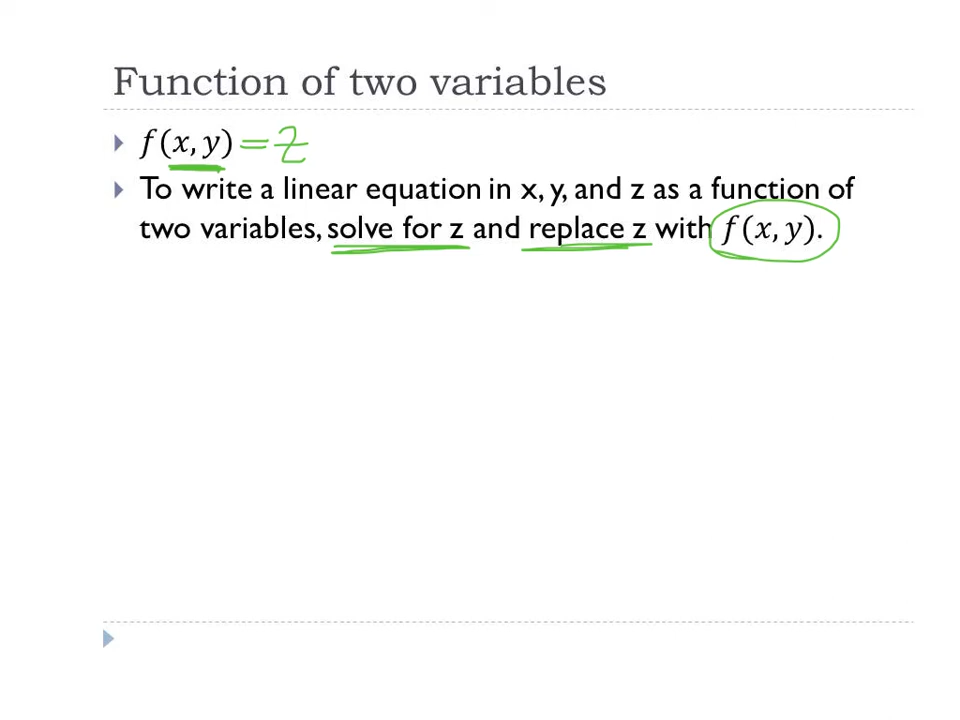 Function of two variables
f(x, y) = z
To write a linear equation in x, y, and z as a function of
two variables, solve for z and replace z with f(x, y).